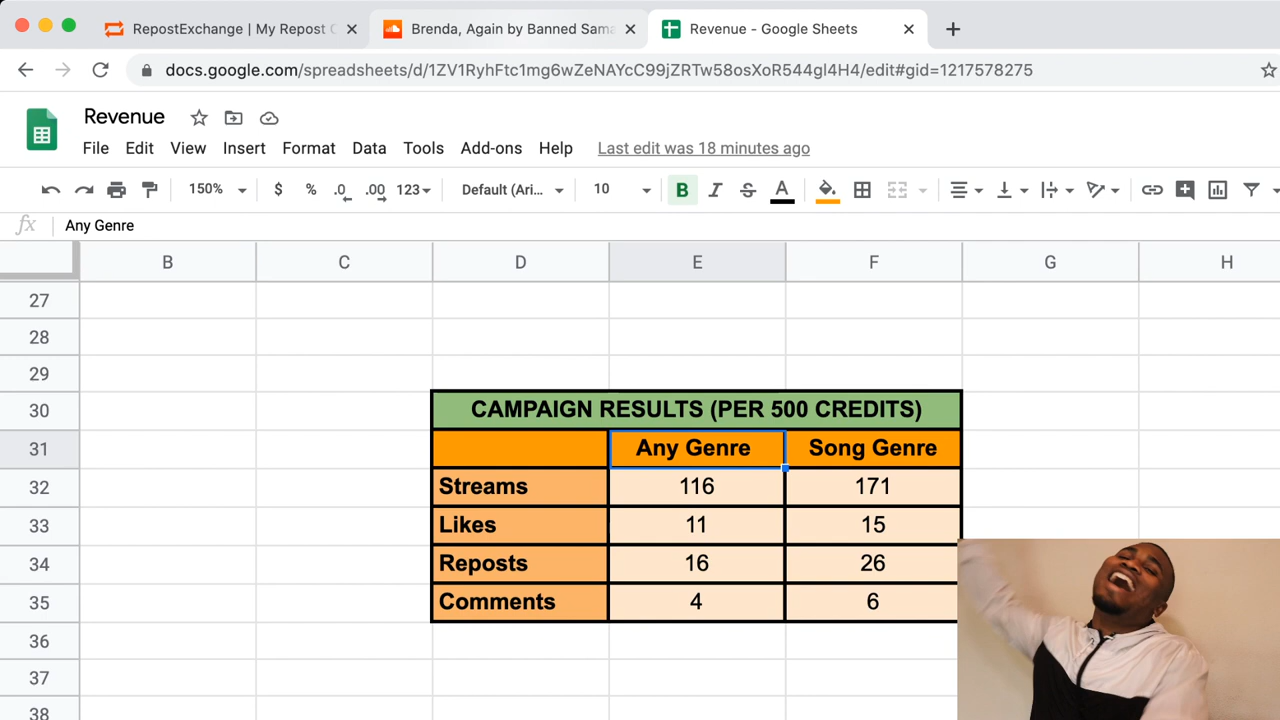 RepostExchange | My Repost C
Brenda, Again by Banned Sama
Revenue - Google Sheets
docs.google.com/spreadsheets/d/1ZV1RyhFtc1mg6wZeNAYcC99jZRTw58osXoR544gl4H4/edit#gid=1217578275
Revenue
File Edit View Insert Format Data Tools Add-ons Help Last edit was 18 minutes ago
150% $ % .0 .00 123 Default (Ari... 10 B I S A
fx Any Genre
B C D E F G H
27
28
29
30 CAMPAIGN RESULTS (PER 500 CREDITS)
31 Any Genre Song Genre
32 Streams 116 171
33 Likes 11 15
34 Reposts 16 26
35 Comments 4 6
36
37
38